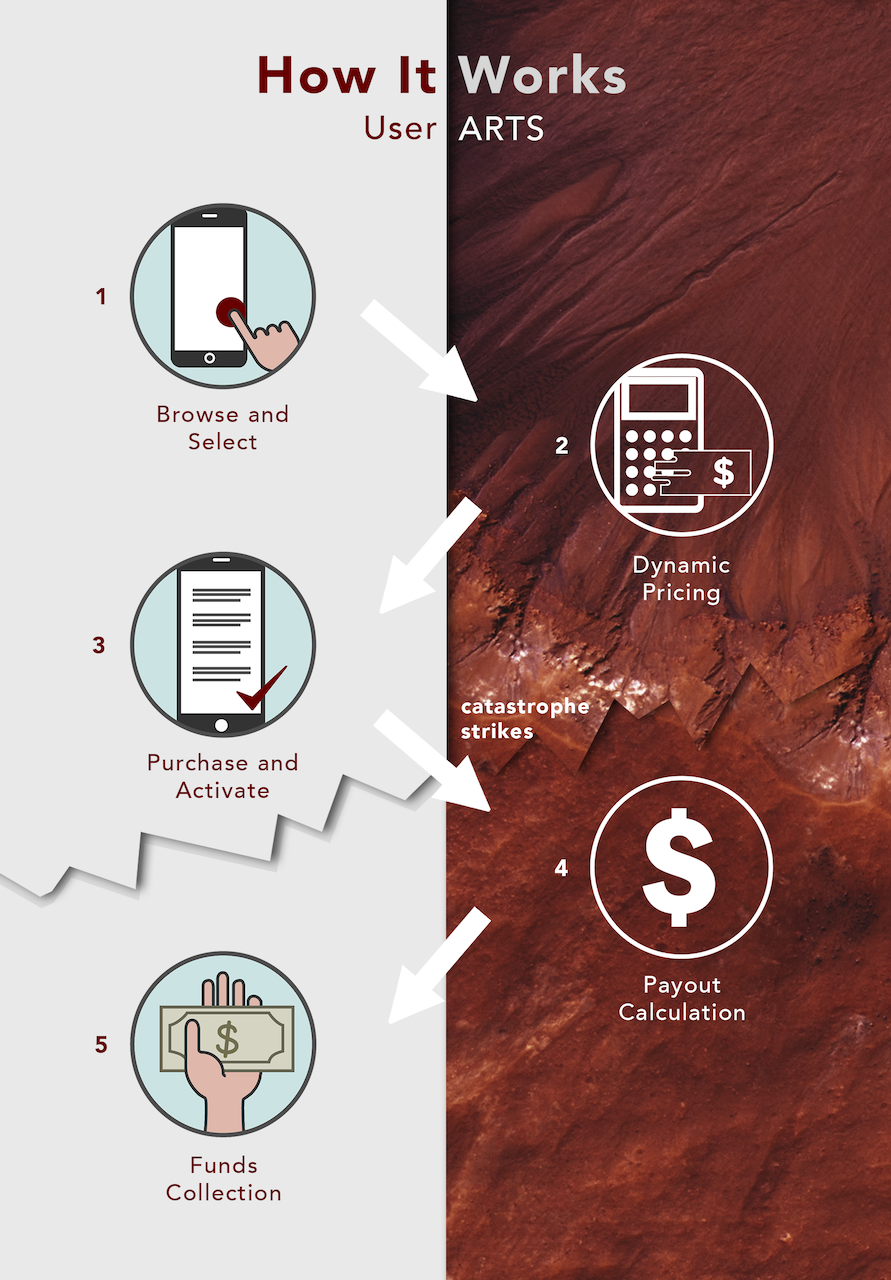 How It Works
User ARTS
1
Browse and
Select
2
$
Dynamic
Pricing
3
Purchase and
Activate
catastrophe
strikes
4
$
Payout
Calculation
5
$
Funds
Collection